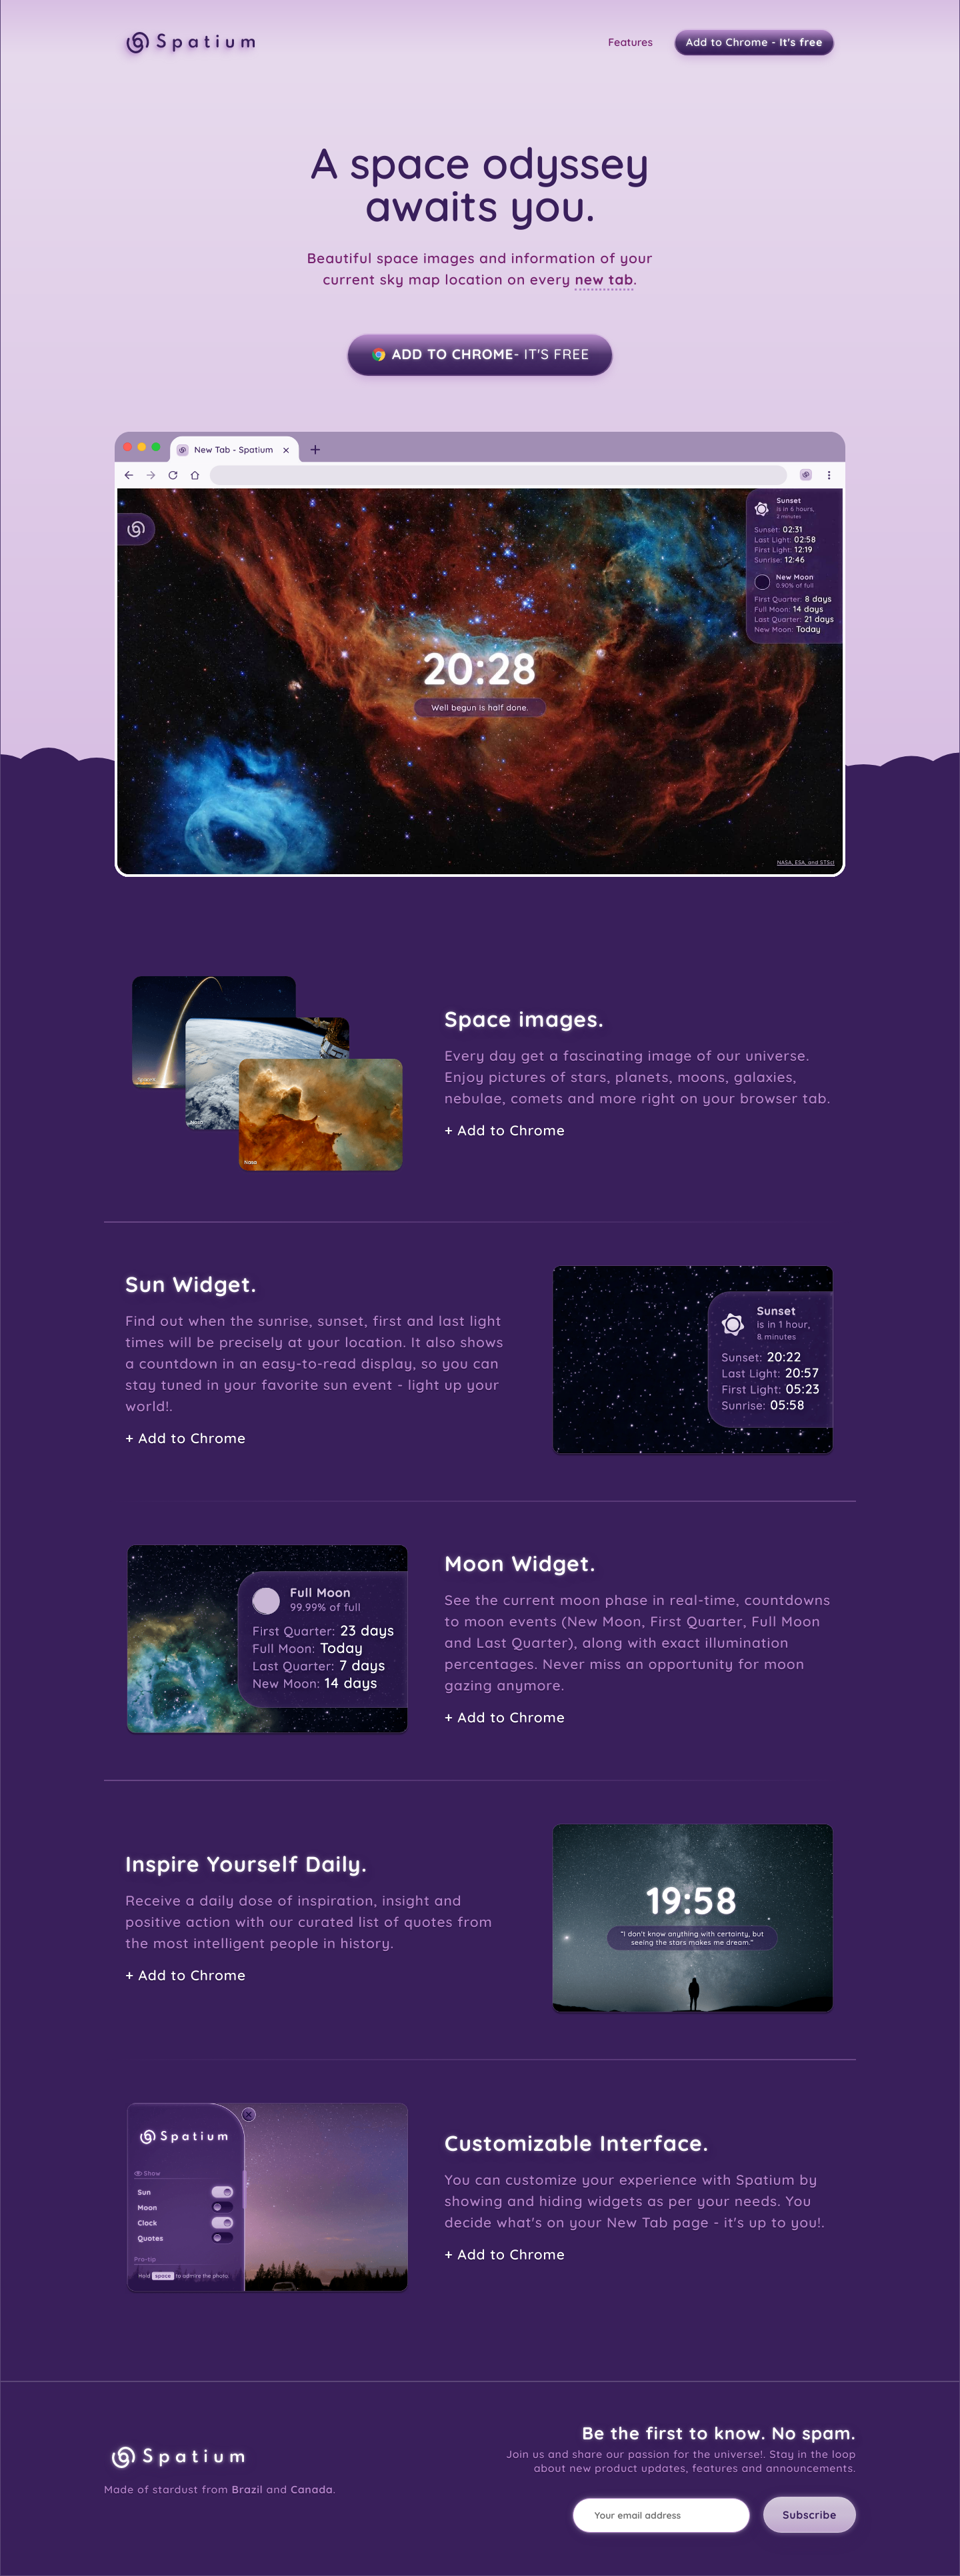 Spatium
Features
Add to Chrome - It's free
A space odyssey
awaits you.
Beautiful space images and information of your
current sky map location on every new tab.
ADD TO CHROME- IT'S FREE
New Tab - Spatium
Sunset
is in 6 hours,
2 minutes
Sunset: 02:31
Last Light: 02:58
First Light: 12:19
Sunrise: 12:46
New Moon
0.90% of full
First Quarter: 8 days
Full Moon: 14 days
Last Quarter: 21 days
New Moon: Today
20:28
Well begun is half done.
NASA, ESA, and STScI
Nasa
Nasa
Space images.
Every day get a fascinating image of our universe.
Enjoy pictures of stars, planets, moons, galaxies,
nebulae, comets and more right on your browser tab.
+ Add to Chrome
Sun Widget.
Find out when the sunrise, sunset, first and last light
times will be precisely at your location. It also shows
a countdown in an easy-to-read display, so you can
stay tuned in your favorite sun event - light up your
world!.
+ Add to Chrome
Sunset
is in 1 hour,
8 minutes
Sunset: 20:22
Last Light: 20:57
First Light: 05:23
Sunrise: 05:58
Full Moon
99.99% of full
First Quarter: 23 days
Full Moon: Today
Last Quarter: 7 days
New Moon: 14 days
Moon Widget.
See the current moon phase in real-time, countdowns
to moon events (New Moon, First Quarter, Full Moon
and Last Quarter), along with exact illumination
percentages. Never miss an opportunity for moon
gazing anymore.
+ Add to Chrome
Inspire Yourself Daily.
Receive a daily dose of inspiration, insight and
positive action with our curated list of quotes from
the most intelligent people in history.
+ Add to Chrome
19:58
"I don't know anything with certainty, but
seeing the stars makes me dream."
Spatium
Show
Sun
Moon
Clock
Quotes
Pro-tip
Hold space to admire the photo.
Customizable Interface.
You can customize your experience with Spatium by
showing and hiding widgets as per your needs. You
decide what's on your New Tab page - it's up to you!.
+ Add to Chrome
Spatium
Made of stardust from Brazil and Canada.
Be the first to know. No spam.
Join us and share our passion for the universe!. Stay in the loop
about new product updates, features and announcements.
Your email address
Subscribe